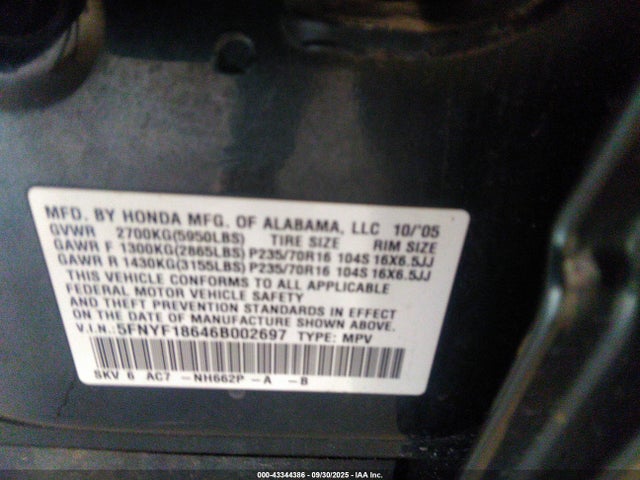 MFD. BY HONDA MFG. OF ALABAMA, LLC 10/'05
GVWR 2700KG(5950LBS) TIRE SIZE RIM SIZE
GAWR F 1300KG(2865LBS) P235/70R16 104S 16X6.5JJ
GAWR R 1430KG(3155LBS) P235/70R16 104S 16X6.5JJ
THIS VEHICLE CONFORMS TO ALL APPLICABLE
FEDERAL MOTOR VEHICLE SAFETY
AND THEFT PREVENTION STANDARDS IN EFFECT
ON THE DATE OF MANUFACTURE SHOWN ABOVE.
V.I.N.: 5FNYF18646B002697 TYPE: MPV
SKV 6 AC7 -NH662P -A -B
000-43344386 - 09/30/2025 - IAA Inc.